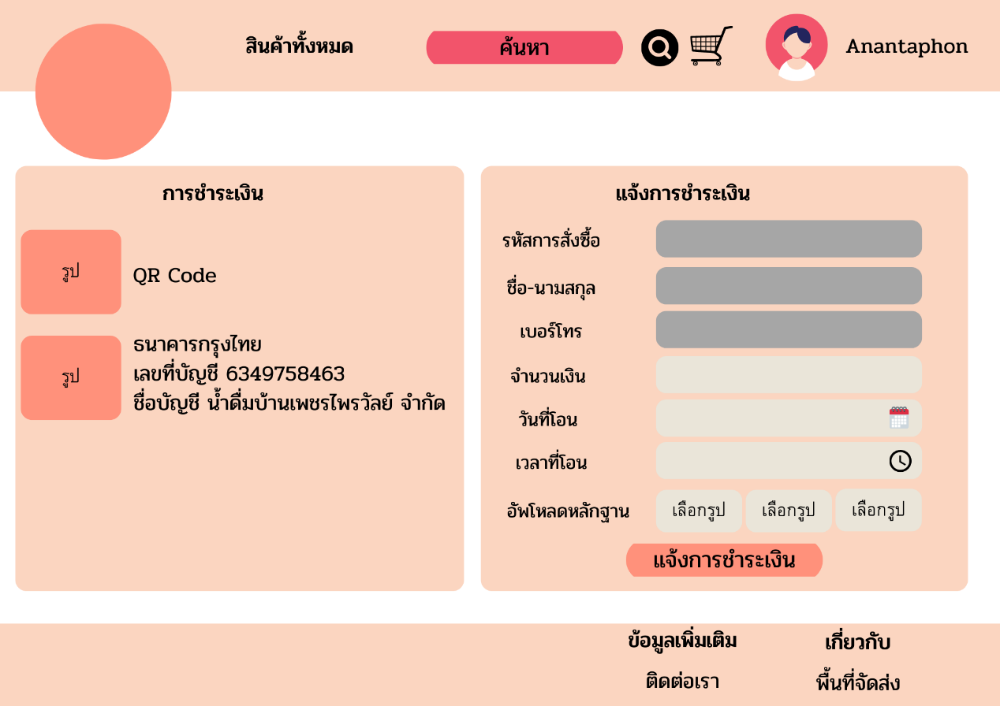 สินค้าทั้งหมด
ค้นหา
Anantaphon
การชำระเงิน
รูป
QR Code
รูป
ธนาคารกรุงไทย
เลขที่บัญชี 6349758463
ชื่อบัญชี น้ำดื่มบ้านเพชรไพรวัลย์ จำกัด
แจ้งการชำระเงิน
รหัสการสั่งซื้อ
ชื่อ-นามสกุล
เบอร์โทร
จำนวนเงิน
วันที่โอน
เวลาที่โอน
อัพโหลดหลักฐาน
เลือกรูป
เลือกรูป
เลือกรูป
แจ้งการชำระเงิน
ข้อมูลเพิ่มเติม
เกี่ยวกับ
ติดต่อเรา
พื้นที่จัดส่ง